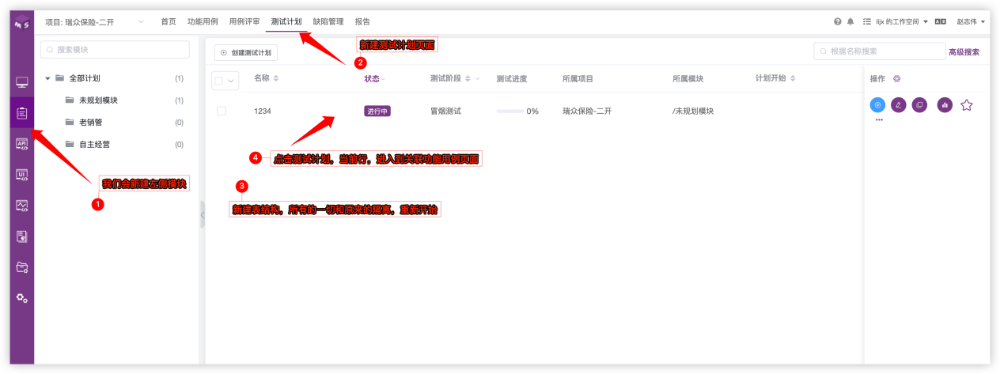 MS 项目: 瑞众保险-二开 首页 功能用例 用例评审 测试计划 缺陷管理 报告 lijx 的工作空间 赵志伟
搜索模块
全部计划 (1)
未规划模块 (1)
老销管 (0)
自主经营 (0)
API
UI
我们会新建左侧模块
1
新建测试计划页面
2
创建测试计划
根据名称搜索 高级搜索
名称 状态 测试阶段 测试进度 所属项目 所属模块 计划开始 操作
1234 进行中 冒烟测试 0% 瑞众保险-二开 /未规划模块
4 点击测试计划，当前行，进入到关联功能用例页面
3
新建表结构，所有的一切和原来的隔离，重新开始